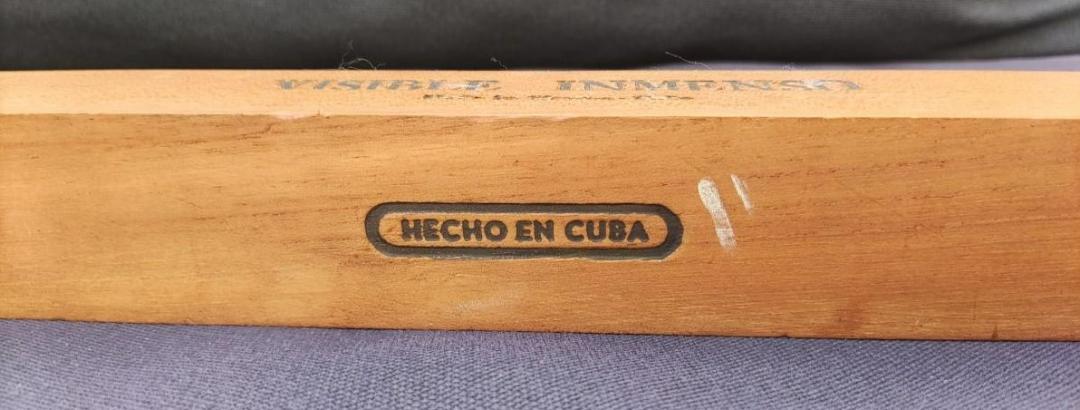 VISIBLE INMENSO
HECHO EN CUBA